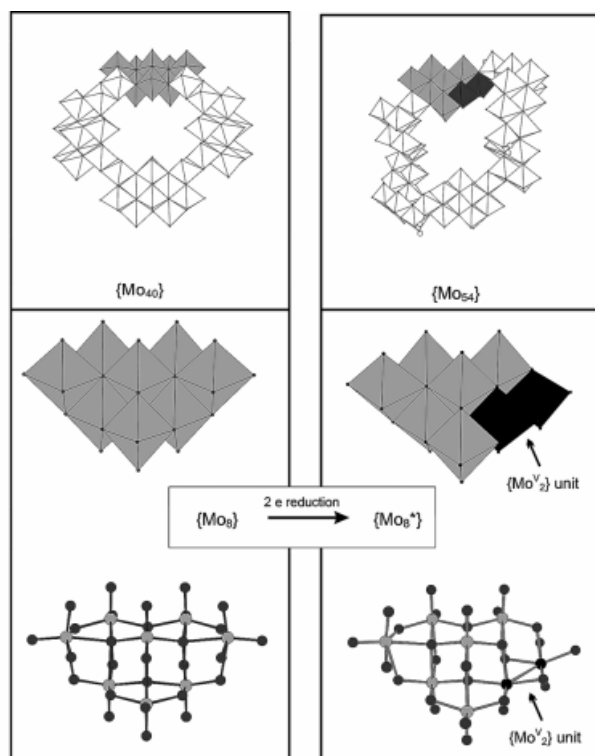 {Mo₄₀}
{Mo₅₄}
{Moⱽ₂} unit
2 e reduction
{Mo₈}
{Mo₈*}
{Moⱽ₂} unit